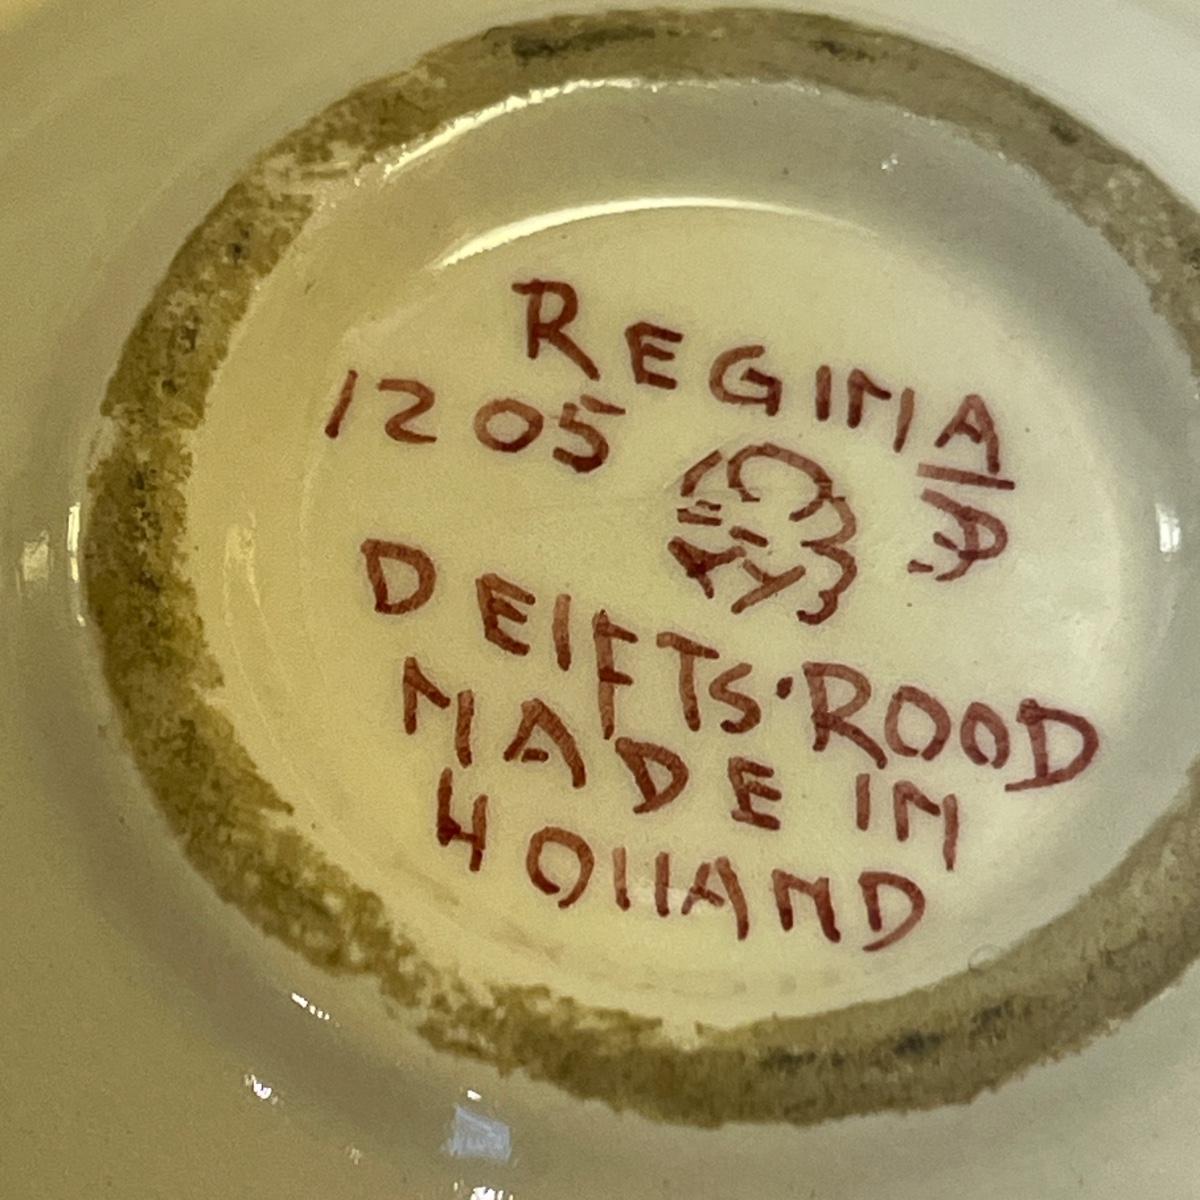 REGINA
1205
DElFTS·ROOD
MADE IN
HOllAND